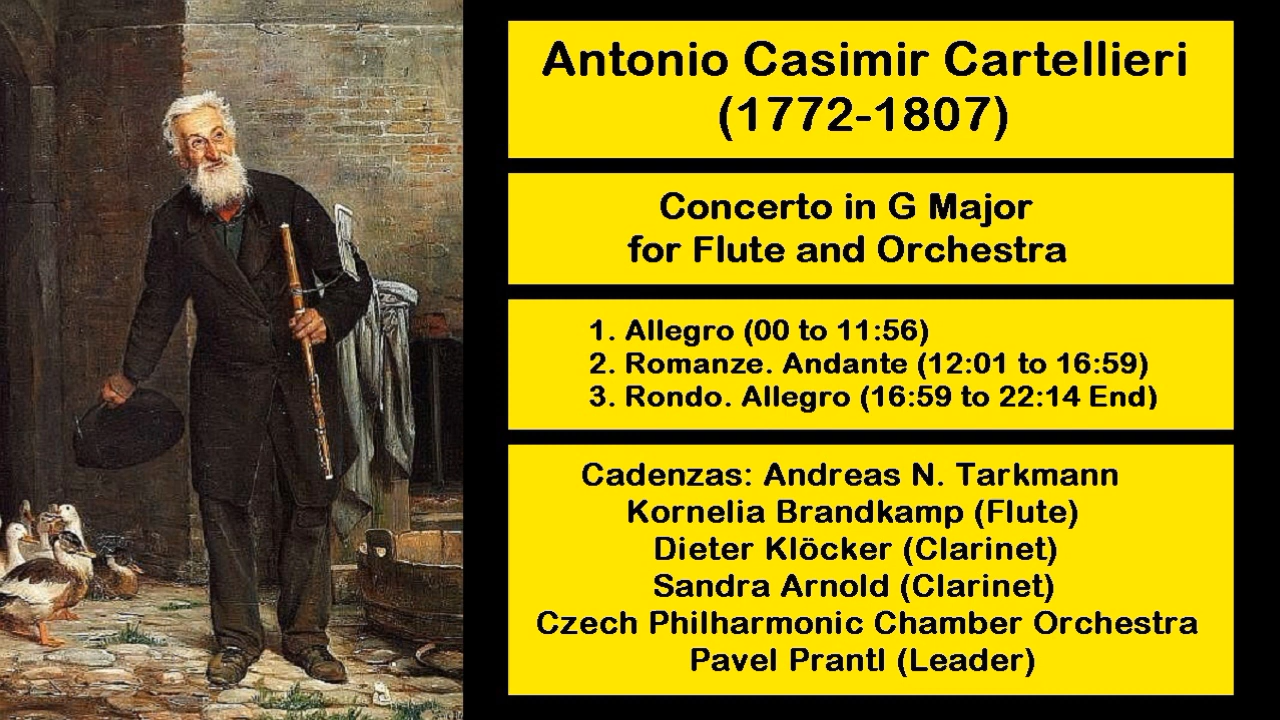 Antonio Casimir Cartellieri
(1772-1807)
Concerto in G Major
for Flute and Orchestra
1. Allegro (00 to 11:56)
2. Romanze. Andante (12:01 to 16:59)
3. Rondo. Allegro (16:59 to 22:14 End)
Cadenzas: Andreas N. Tarkmann
Kornelia Brandkamp (Flute)
Dieter Klöcker (Clarinet)
Sandra Arnold (Clarinet)
Czech Philharmonic Chamber Orchestra
Pavel Prantl (Leader)